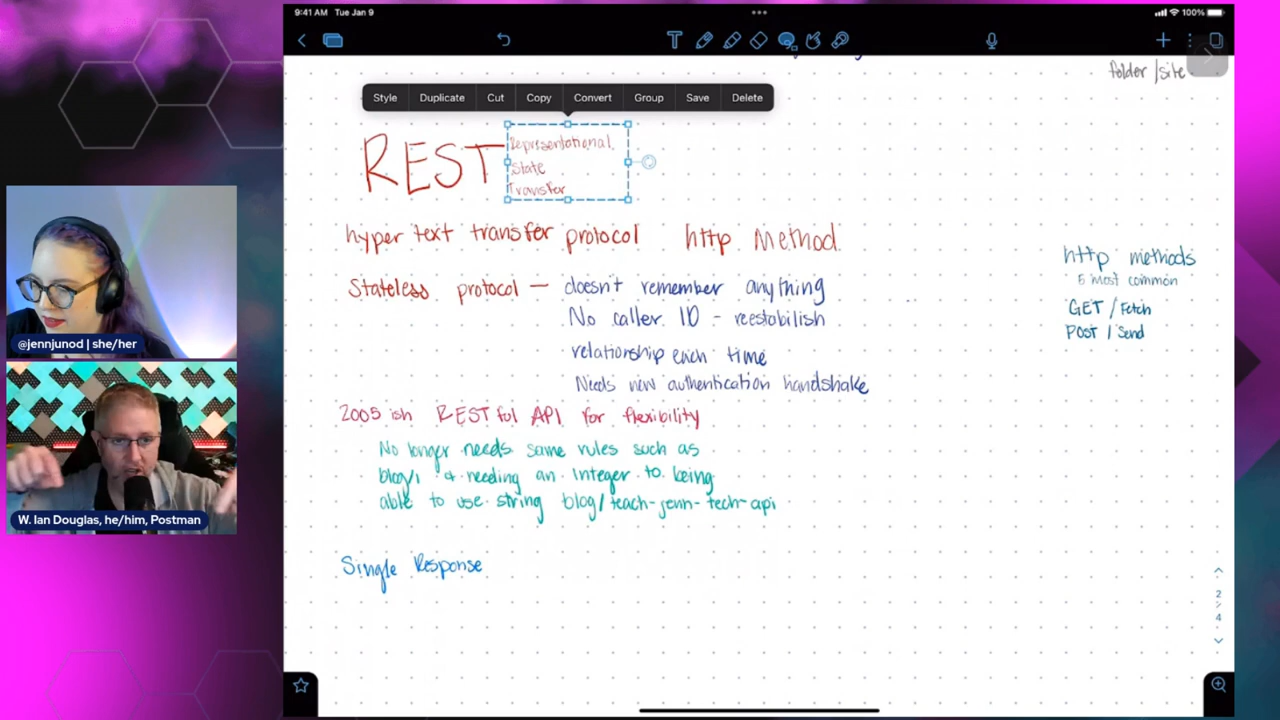 9:41 AM Tue Jan 9
100%
folder/site
Style Duplicate Cut Copy Convert Group Save Delete
REST
Representational
State
Transfer
hyper text transfer protocol http Method
Stateless protocol — doesn't remember anything
No caller ID - reestabilish
relationship each time
Needs new authentication handshake
http methods
5 most common
GET / Fetch
POST / Send
2005 ish RESTful API for flexibility
No longer needs same rules such as
blog/1 & needing an integer to being
able to use string blog/teach-jenn-tech-api
Single Response
2
4
@jennjunod | she/her
W. Ian Douglas, he/him, Postman